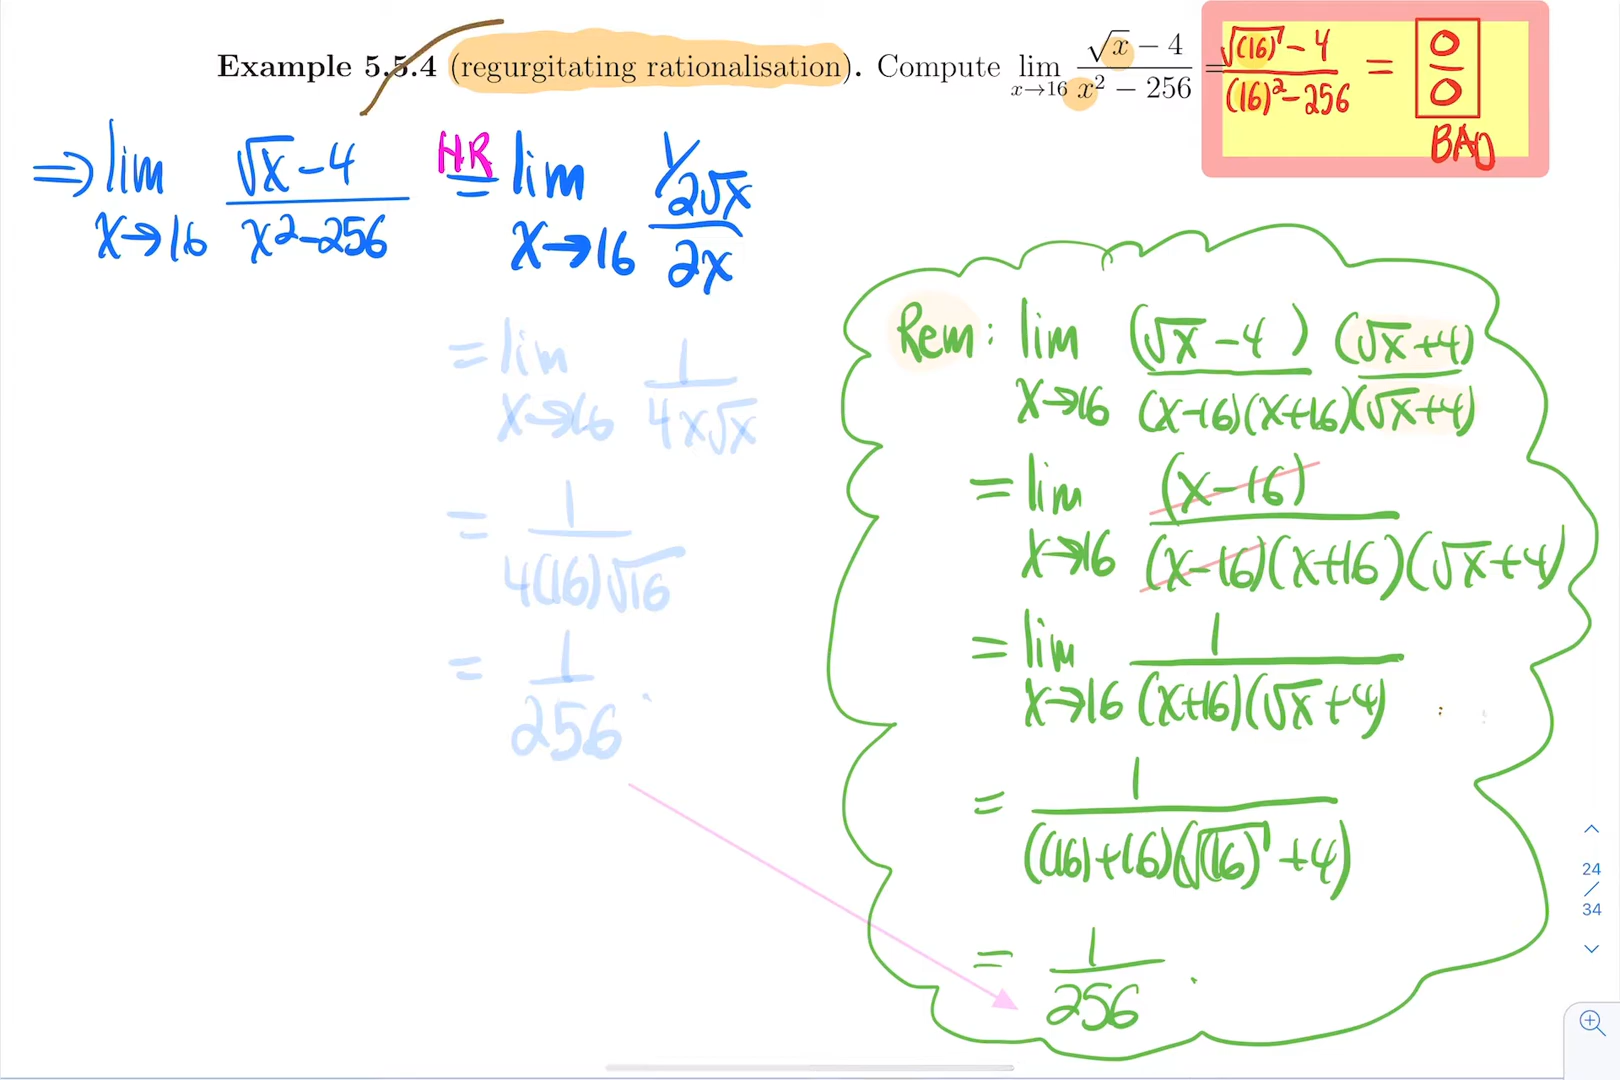 Example 5.5.4 (regurgitating rationalisation). Compute lim x→16 (√x − 4)/(x² − 256) = (√(16) − 4)/((16)² − 256) = 0/0
BAD
⇒ lim x→16 (√x − 4)/(x² − 256) HR= lim x→16 (1/2√x)/(2x)
= lim x→16 1/(4x√x)
= 1/(4(16)√16)
= 1/256.
Rem: lim x→16 (√x − 4)(√x + 4)/((x−16)(x+16)(√x+4))
= lim x→16 (x−16)/((x−16)(x+16)(√x+4))
= lim x→16 1/((x+16)(√x+4))
= 1/(((16)+16)(√(16)+4))
= 1/256.
24
/
34